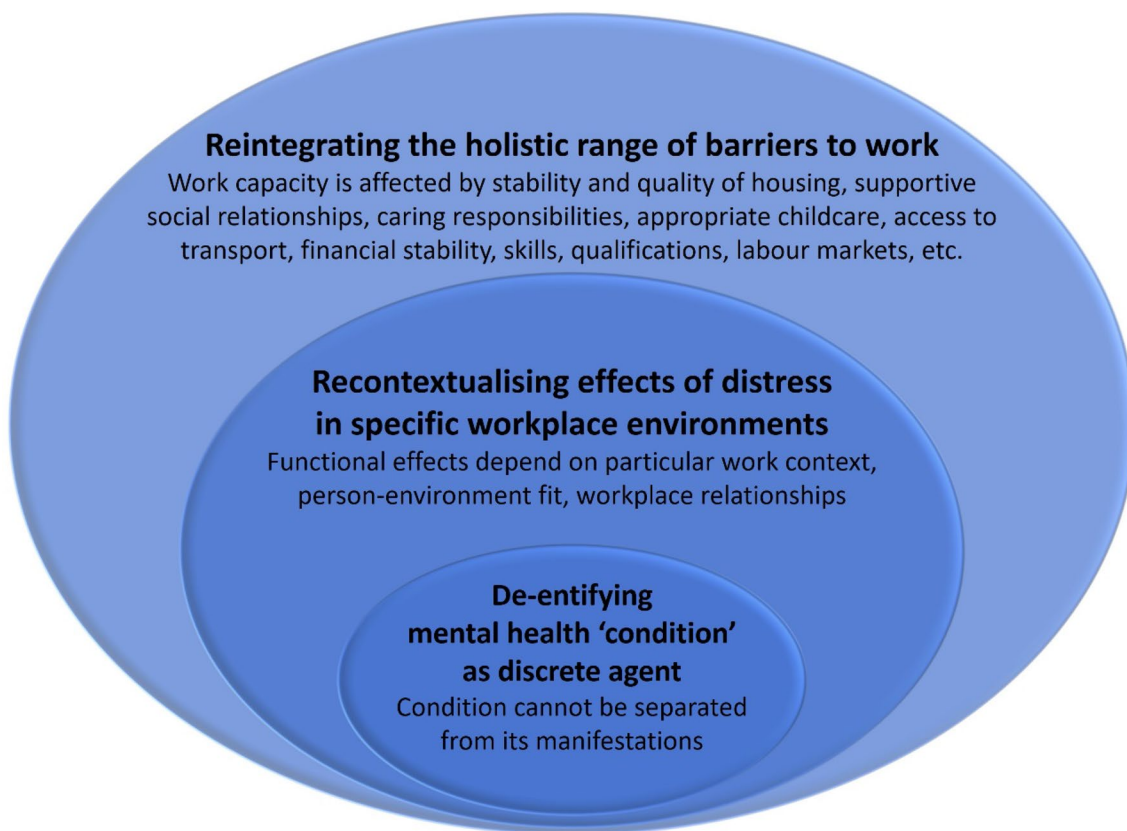 Reintegrating the holistic range of barriers to work
Work capacity is affected by stability and quality of housing, supportive
social relationships, caring responsibilities, appropriate childcare, access to
transport, financial stability, skills, qualifications, labour markets, etc.
Recontextualising effects of distress
in specific workplace environments
Functional effects depend on particular work context,
person-environment fit, workplace relationships
De-entifying
mental health ‘condition’
as discrete agent
Condition cannot be separated
from its manifestations